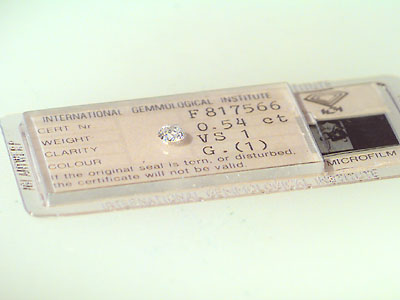 INTERNATIONAL GEMMOLOGICAL INSTITUTE
CERT Nr F817566
WEIGHT 0.54 ct
CLARITY VS 1
COLOUR G.(1)
If the original seal is torn, or disturbed,
the certificate will not be valid.
MICROFILM